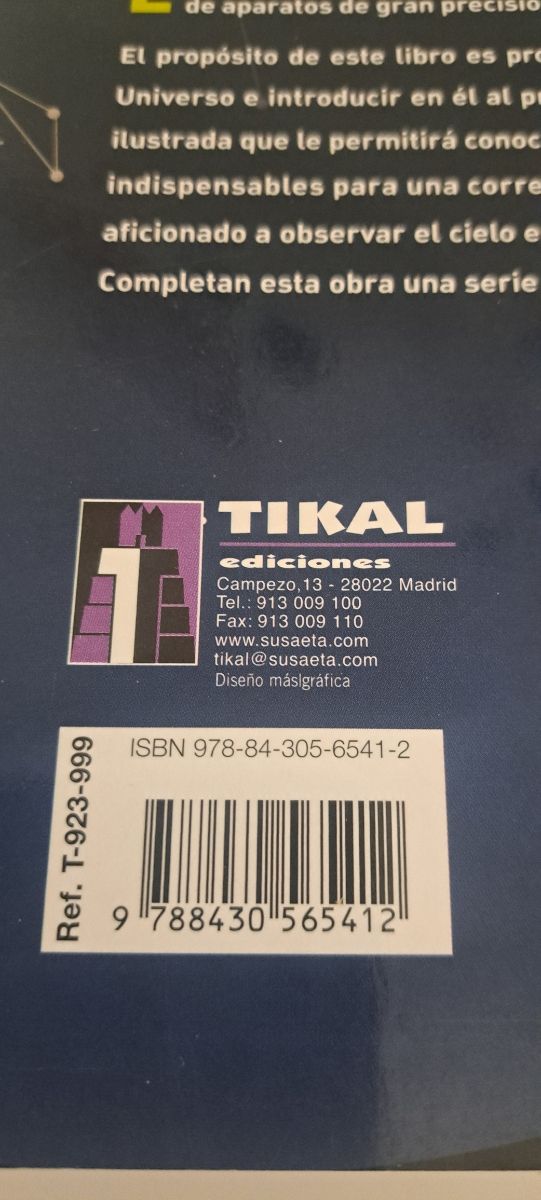 de aparatos de gran precisió
El propósito de este libro es pro
Universo e introducir en él al p
ilustrada que le permitirá conoc
indispensables para una corre
aficionado a observar el cielo e
Completan esta obra una serie
TIKAL
ediciones
Campezo,13 - 28022 Madrid
Tel.: 913 009 100
Fax: 913 009 110
www.susaeta.com
tikal@susaeta.com
Diseño más|gráfica
ISBN 978-84-305-6541-2
Ref. T-923-999
9 788430 565412